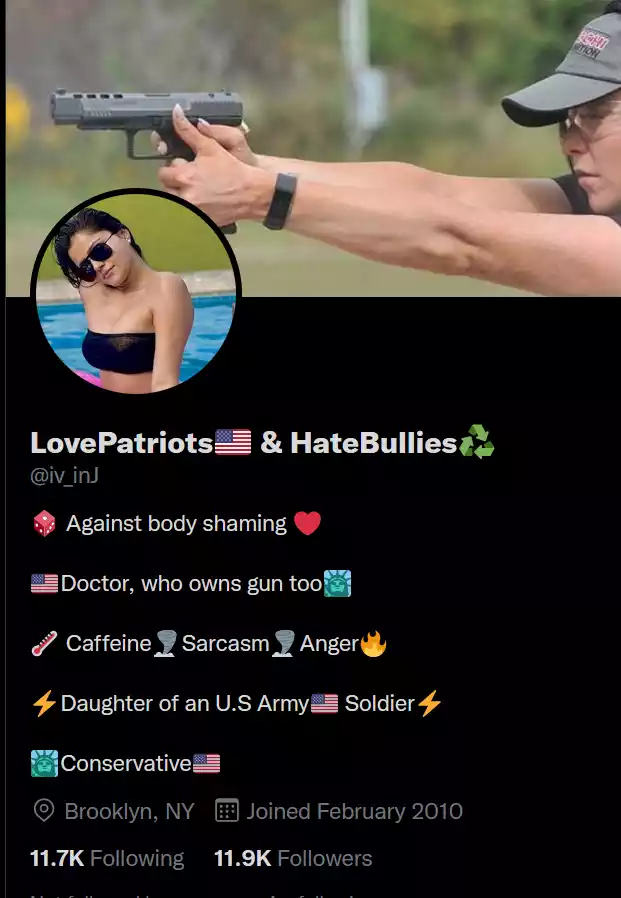 LovePatriots🇺🇸 & HateBullies♻️
@iv_inJ
🎲 Against body shaming ❤️
🇺🇸Doctor, who owns gun too🗽
🌡️ Caffeine🌪️Sarcasm🌪️Anger🔥
⚡Daughter of an U.S Army🇺🇸 Soldier⚡
🗽Conservative🇺🇸
Brooklyn, NY Joined February 2010
11.7K Following 11.9K Followers